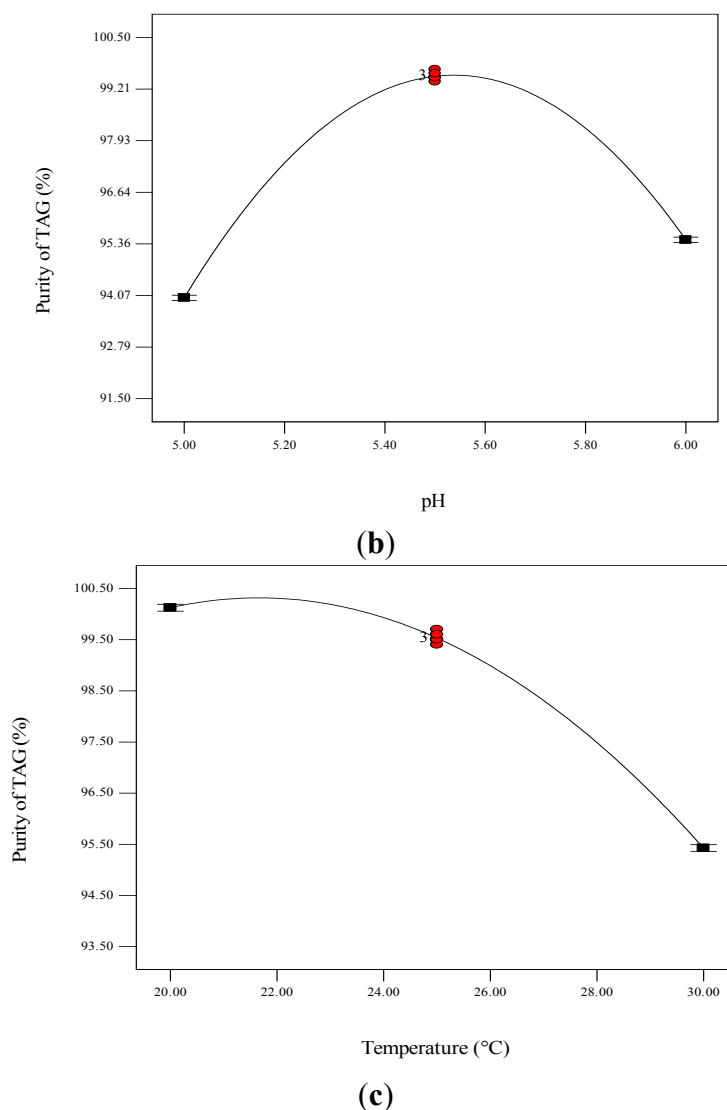 100.50
99.21
3
97.93
96.64
95.36
94.07
92.79
91.50
Purity of TAG (%)
5.00 5.20 5.40 5.60 5.80 6.00
pH
(b)
100.50
99.50
3
98.50
97.50
96.50
95.50
94.50
93.50
Purity of TAG (%)
20.00 22.00 24.00 26.00 28.00 30.00
Temperature (°C)
(c)